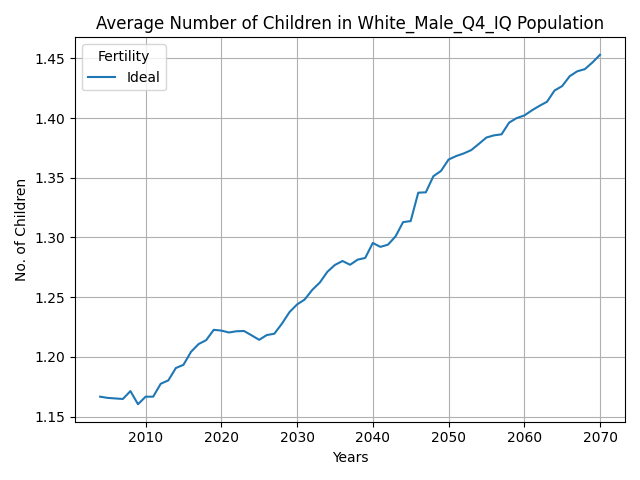 Average Number of Children in White_Male_Q4_IQ Population
Fertility
Ideal
1.45
1.40
1.35
1.30
1.25
1.20
1.15
No. of Children
2010 2020 2030 2040 2050 2060 2070
Years